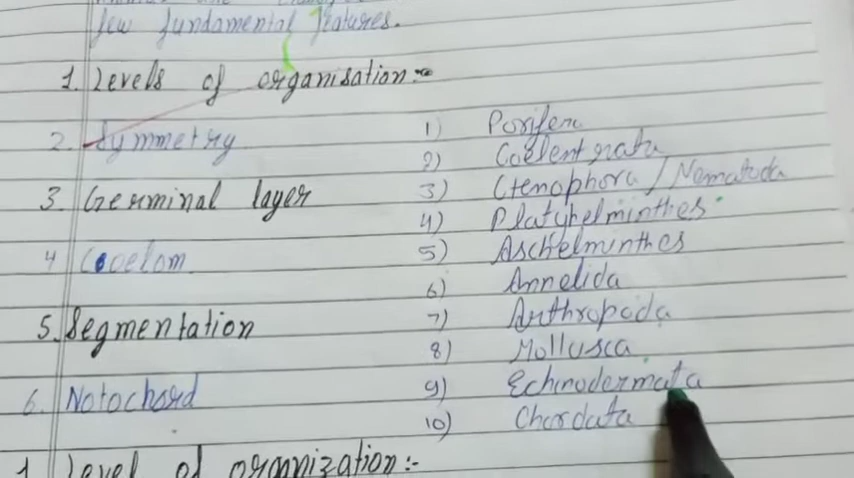 few fundamental features.
1. Levels of organisation:-
2. Symmetry
3. Germinal layer
4 Coelom
5. Segmentation
6. Notochord
1) Porifera
2) Coelentrata
3) Ctenophora / Nematoda
4) Platyhelminthes
5) Aschelminthes
6) Annelida
7) Arthropoda
8) Mollusca
9) Echinodermata
10) Chordata
1 Level of organization:-